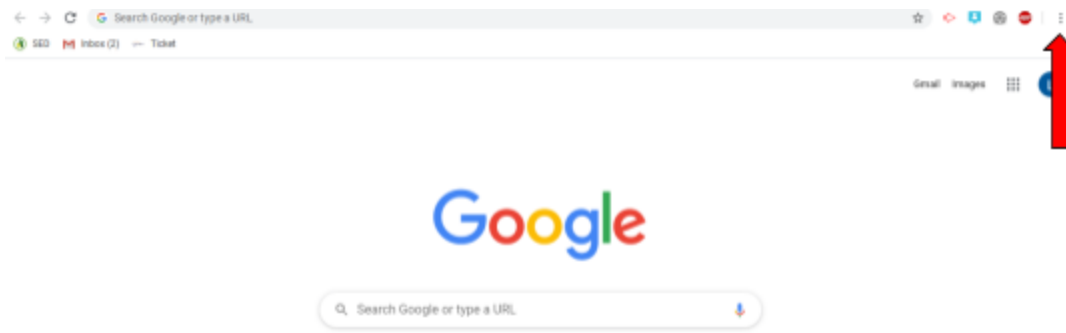 Search Google or type a URL
SEO Inbox (2) Ticket
Gmail Images
Google
Search Google or type a URL